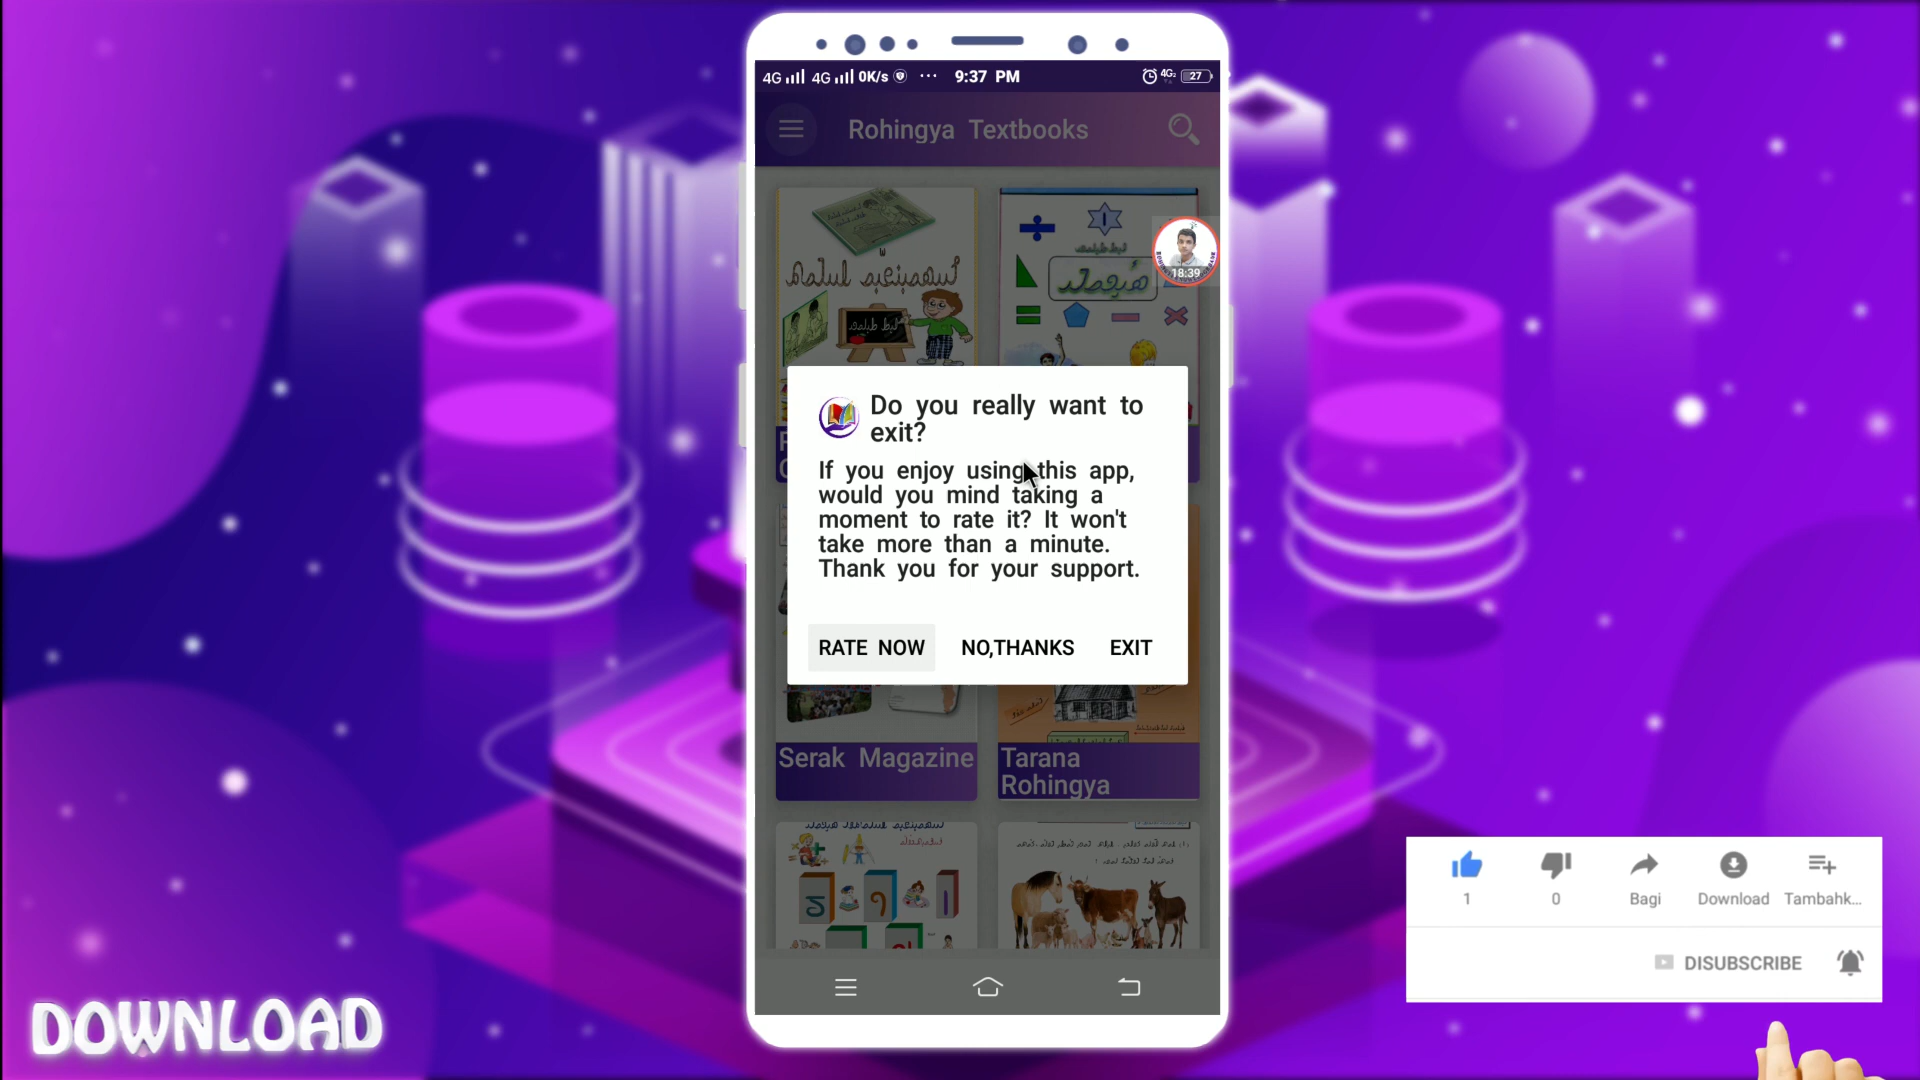 4G 4G 0K/s ... 9:37 PM 4G 27
Rohingya Textbooks
18:39
Do you really want to
exit?
If you enjoy using this app,
would you mind taking a
moment to rate it? It won't
take more than a minute.
Thank you for your support.
RATE NOW NO,THANKS EXIT
Serak Magazine
Tarana
Rohingya
1 0 Bagi Download Tambahk...
DISUBSCRIBE
DOWNLOAD